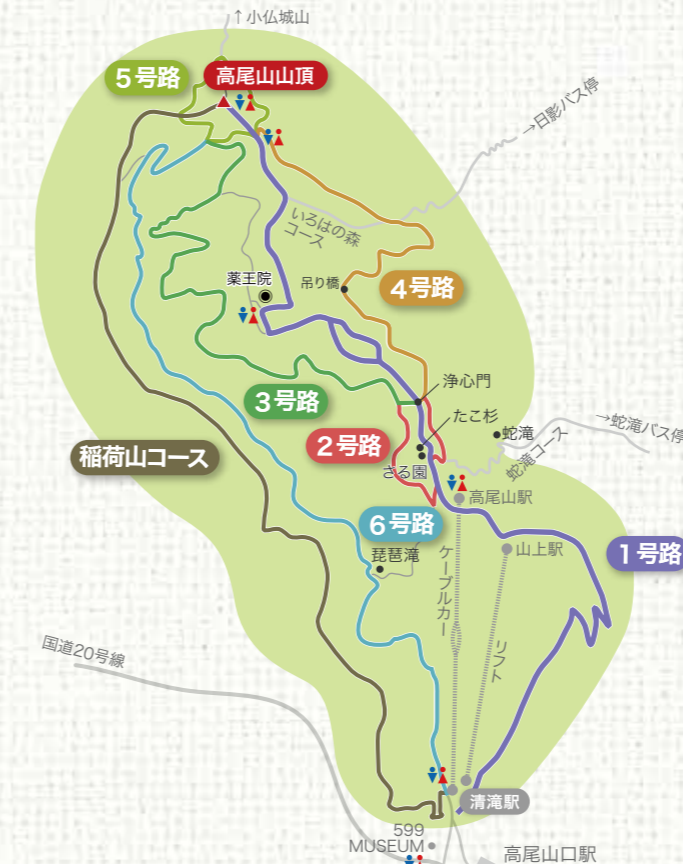 ↑小仏城山
5号路
高尾山山頂
→日影バス停
いろはの森
コース
薬王院
吊り橋
4号路
浄心門
3号路
たこ杉
→蛇滝バス停
蛇滝
2号路
稲荷山コース
さる園
蛇滝コース
高尾山駅
6号路
山上駅
1号路
琵琶滝
ケーブルカー
国道20号線
リフト
清滝駅
599
MUSEUM
高尾山口駅